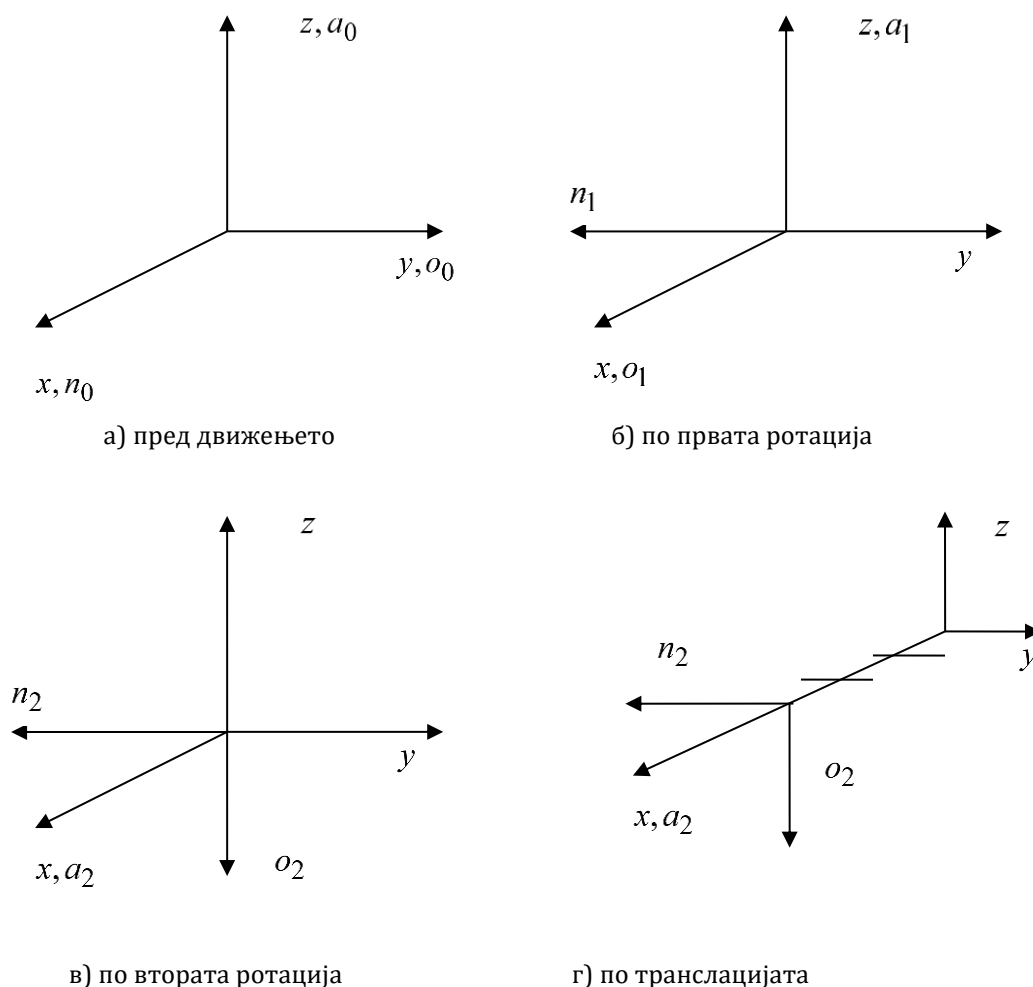 z, a₀
y, o₀
x, n₀
а) пред движењето
z, a₁
n₁
y
x, o₁
б) по првата ротација
z
n₂
y
x, a₂
o₂
в) по втората ротација
z
n₂
y
o₂
x, a₂
г) по транслацијата